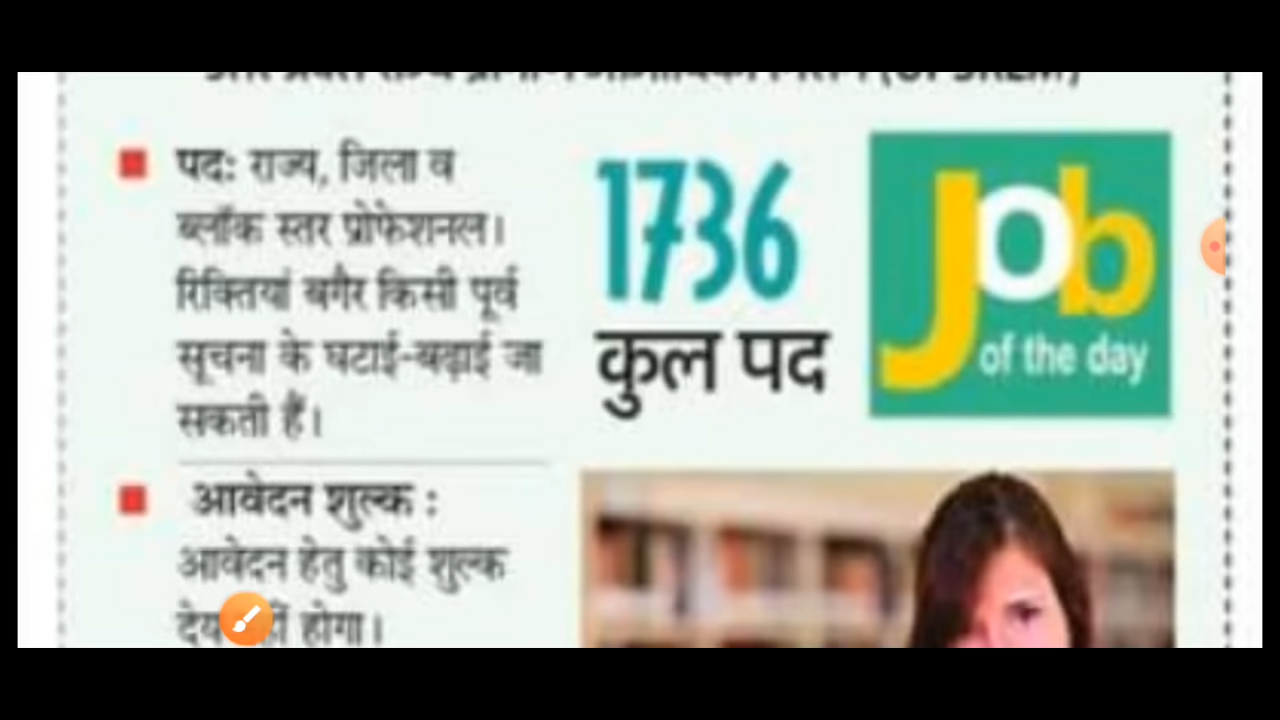 पद: राज्य, जिला व
ब्लॉक स्तर प्रोफेशनल।
रिक्तियां बगैर किसी पूर्व
सूचना के घटाई-बढ़ाई जा
सकती हैं।
1736
कुल पद
Job
of the day
आवेदन शुल्क :
आवेदन हेतु कोई शुल्क
होगा।